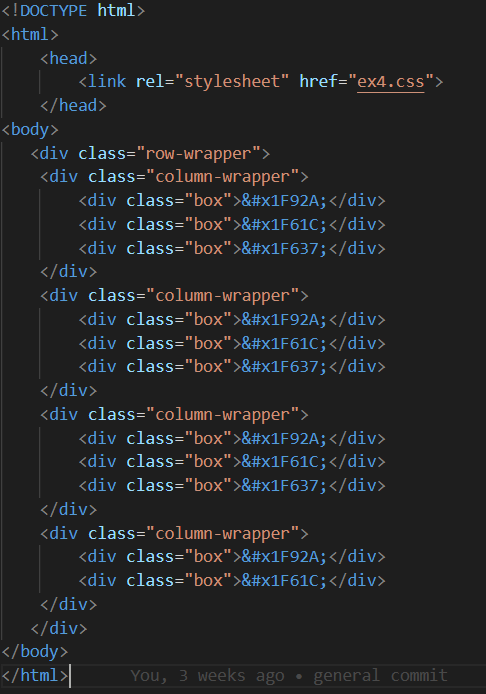 <!DOCTYPE html>
<html>
    <head>
        <link rel="stylesheet" href="ex4.css">
    </head>
<body>
   <div class="row-wrapper">
    <div class="column-wrapper">
        <div class="box">&#x1F92A;</div>
        <div class="box">&#x1F61C;</div>
        <div class="box">&#x1F637;</div>
    </div>
    <div class="column-wrapper">
        <div class="box">&#x1F92A;</div>
        <div class="box">&#x1F61C;</div>
        <div class="box">&#x1F637;</div>
    </div>
    <div class="column-wrapper">
        <div class="box">&#x1F92A;</div>
        <div class="box">&#x1F61C;</div>
        <div class="box">&#x1F637;</div>
    </div>
    <div class="column-wrapper">
        <div class="box">&#x1F92A;</div>
        <div class="box">&#x1F61C;</div>
    </div>
   </div>
</body>
</html>      You, 3 weeks ago • general commit